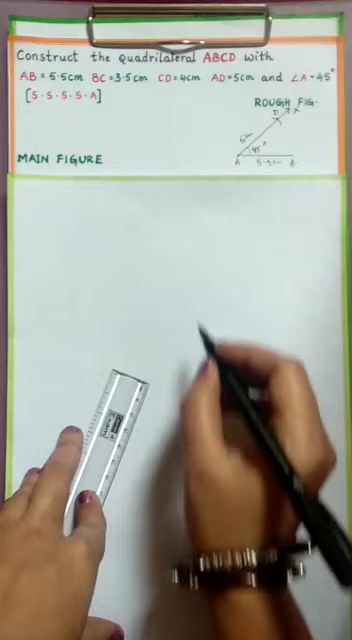 Construct the Quadrilateral ABCD with
AB = 5·5cm BC = 3·5cm CD = 4cm AD = 5cm and ∠A = 45°
[S·S·S·S·A]
ROUGH FIG·
D X
5cm
45°
A 5·5cm B
MAIN FIGURE